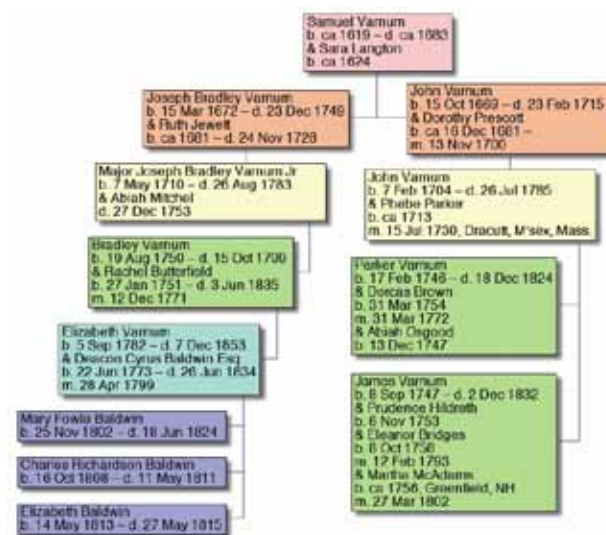 Samuel Varnum
b. ca 1619 – d. ca 1683
& Sara Langton
b. ca 1624
Joseph Bradley Varnum
b. 15 Mar 1672 – d. 23 Dec 1749
& Ruth Jewett
b. ca 1681 – d. 24 Nov 1728
John Varnum
b. 15 Oct 1669 – d. 23 Feb 1715
& Dorothy Prescott
b. ca 16 Dec 1681 –
m. 13 Nov 1700
Major Joseph Bradley Varnum Jr
b. 7 May 1710 – d. 26 Aug 1783
& Abiah Mitchel
d. 27 Dec 1753
John Varnum
b. 7 Feb 1704 – d. 26 Jul 1785
& Phebe Parker
b. ca 1713
m. 15 Jul 1730, Dracutt, M'sex, Mass.
Bradley Varnum
b. 19 Aug 1750 – d. 15 Oct 1790
& Rachel Butterfield
b. 27 Jan 1751 – d. 3 Jun 1835
m. 12 Dec 1771
Parker Varnum
b. 17 Feb 1746 – d. 18 Dec 1824
& Dorcas Brown
b. 31 Mar 1754
m. 31 Mar 1772
& Abiah Osgood
b. 13 Dec 1747
Elizabeth Varnum
b. 5 Sep 1782 – d. 7 Dec 1853
& Deacon Cyrus Baldwin Esq
b. 22 Jun 1773 – d. 26 Jun 1834
m. 28 Apr 1799
James Varnum
b. 8 Sep 1747 – d. 2 Dec 1832
& Prudence Hildreth
b. 6 Nov 1753
& Eleanor Bridges
b. 8 Oct 1756
m. 12 Feb 1793
& Martha McAdams
b. ca 1756, Greenfield, NH
m. 27 Mar 1802
Mary Fowle Baldwin
b. 25 Nov 1802 – d. 18 Jun 1824
Charles Richardson Baldwin
b. 16 Oct 1808 – d. 11 May 1811
Elizabeth Baldwin
b. 14 May 1813 – d. 27 May 1815